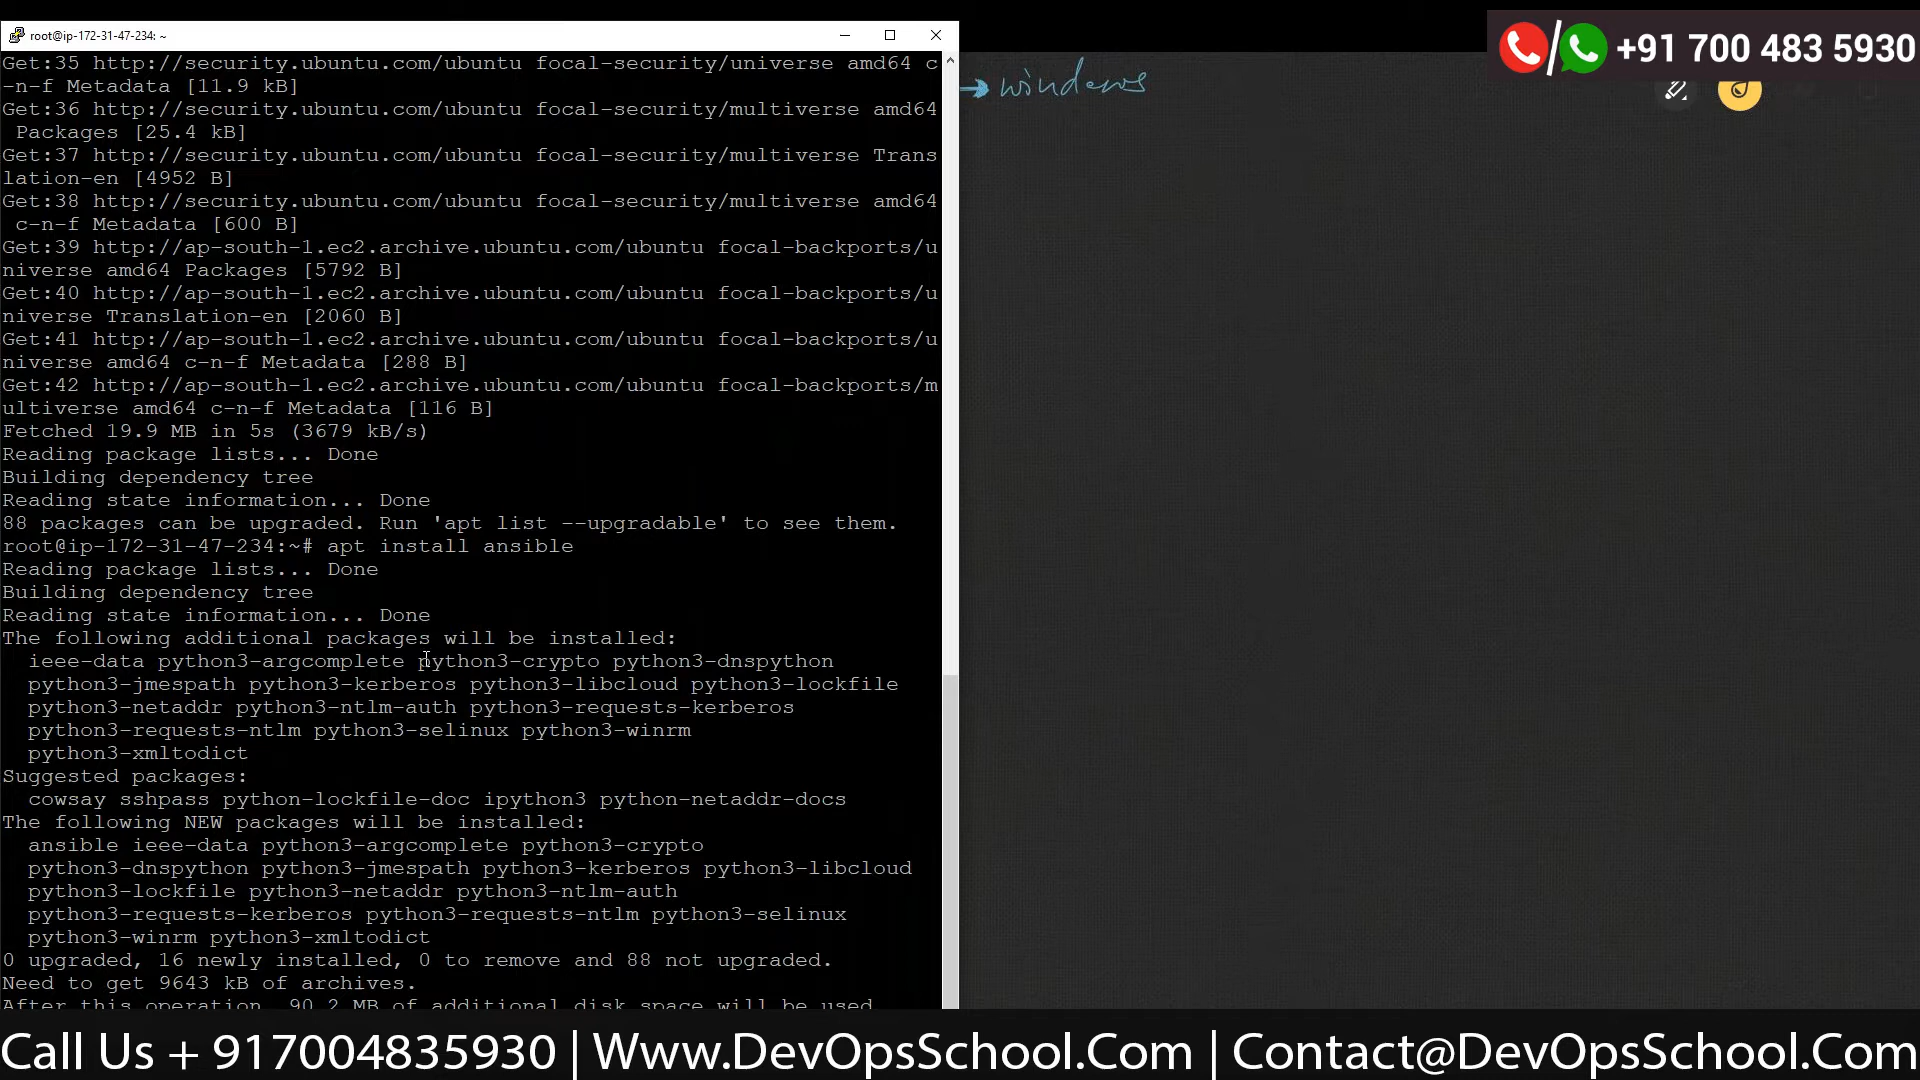 root@ip-172-31-47-234: ~
Get:35 http://security.ubuntu.com/ubuntu focal-security/universe amd64 c
-n-f Metadata [11.9 kB]
Get:36 http://security.ubuntu.com/ubuntu focal-security/multiverse amd64
 Packages [25.4 kB]
Get:37 http://security.ubuntu.com/ubuntu focal-security/multiverse Trans
lation-en [4952 B]
Get:38 http://security.ubuntu.com/ubuntu focal-security/multiverse amd64
 c-n-f Metadata [600 B]
Get:39 http://ap-south-1.ec2.archive.ubuntu.com/ubuntu focal-backports/u
niverse amd64 Packages [5792 B]
Get:40 http://ap-south-1.ec2.archive.ubuntu.com/ubuntu focal-backports/u
niverse Translation-en [2060 B]
Get:41 http://ap-south-1.ec2.archive.ubuntu.com/ubuntu focal-backports/u
niverse amd64 c-n-f Metadata [288 B]
Get:42 http://ap-south-1.ec2.archive.ubuntu.com/ubuntu focal-backports/m
ultiverse amd64 c-n-f Metadata [116 B]
Fetched 19.9 MB in 5s (3679 kB/s)
Reading package lists... Done
Building dependency tree
Reading state information... Done
88 packages can be upgraded. Run 'apt list --upgradable' to see them.
root@ip-172-31-47-234:~# apt install ansible
Reading package lists... Done
Building dependency tree
Reading state information... Done
The following additional packages will be installed:
  ieee-data python3-argcomplete python3-crypto python3-dnspython
  python3-jmespath python3-kerberos python3-libcloud python3-lockfile
  python3-netaddr python3-ntlm-auth python3-requests-kerberos
  python3-requests-ntlm python3-selinux python3-winrm
  python3-xmltodict
Suggested packages:
  cowsay sshpass python-lockfile-doc ipython3 python-netaddr-docs
The following NEW packages will be installed:
  ansible ieee-data python3-argcomplete python3-crypto
  python3-dnspython python3-jmespath python3-kerberos python3-libcloud
  python3-lockfile python3-netaddr python3-ntlm-auth
  python3-requests-kerberos python3-requests-ntlm python3-selinux
  python3-winrm python3-xmltodict
0 upgraded, 16 newly installed, 0 to remove and 88 not upgraded.
Need to get 9643 kB of archives.
After this operation, 90.2 MB of additional disk space will be used
windows
+91 700 483 5930
Call Us + 917004835930 | Www.DevOpsSchool.Com | Contact@DevOpsSchool.Com